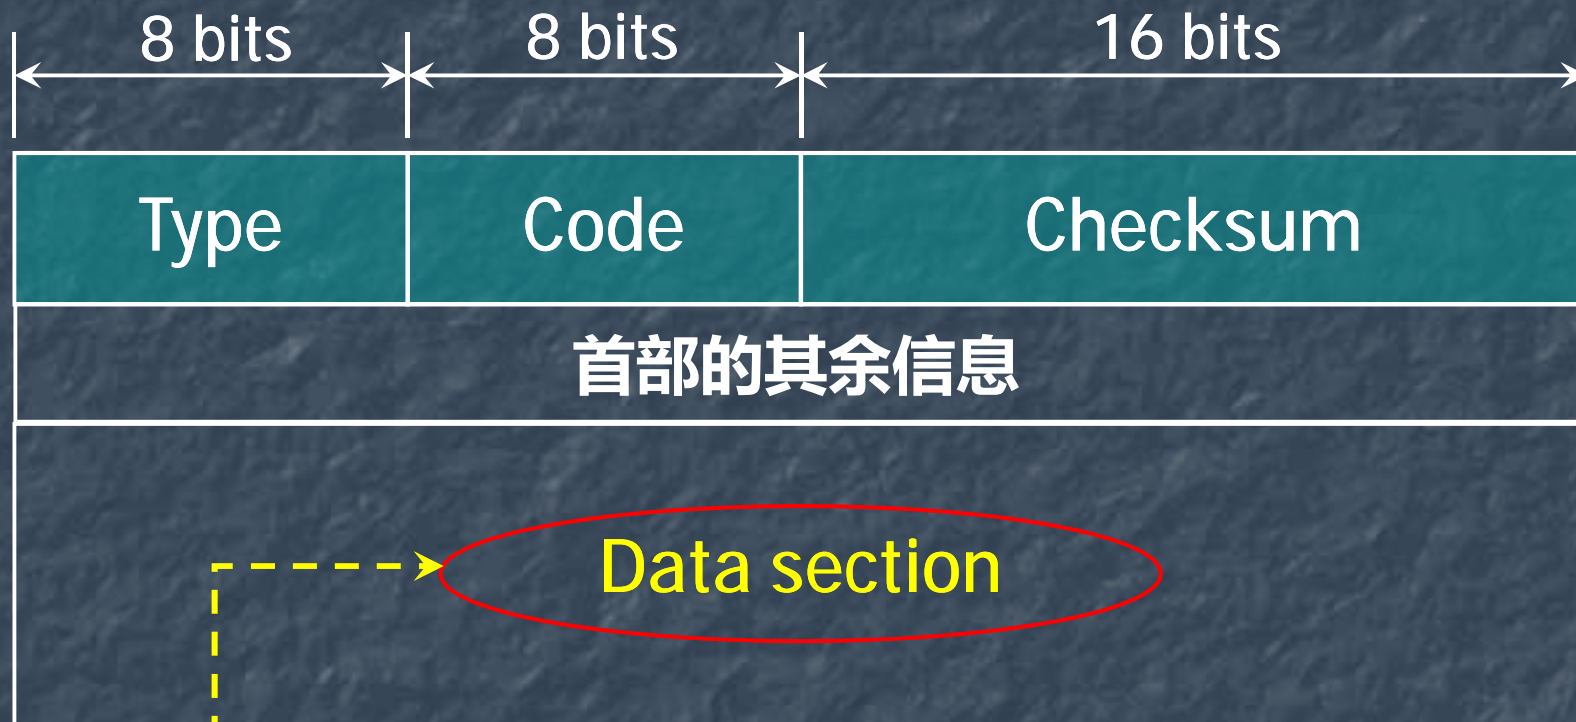 8 bits 8 bits 16 bits
Type Code Checksum
首部的其余信息
Data section